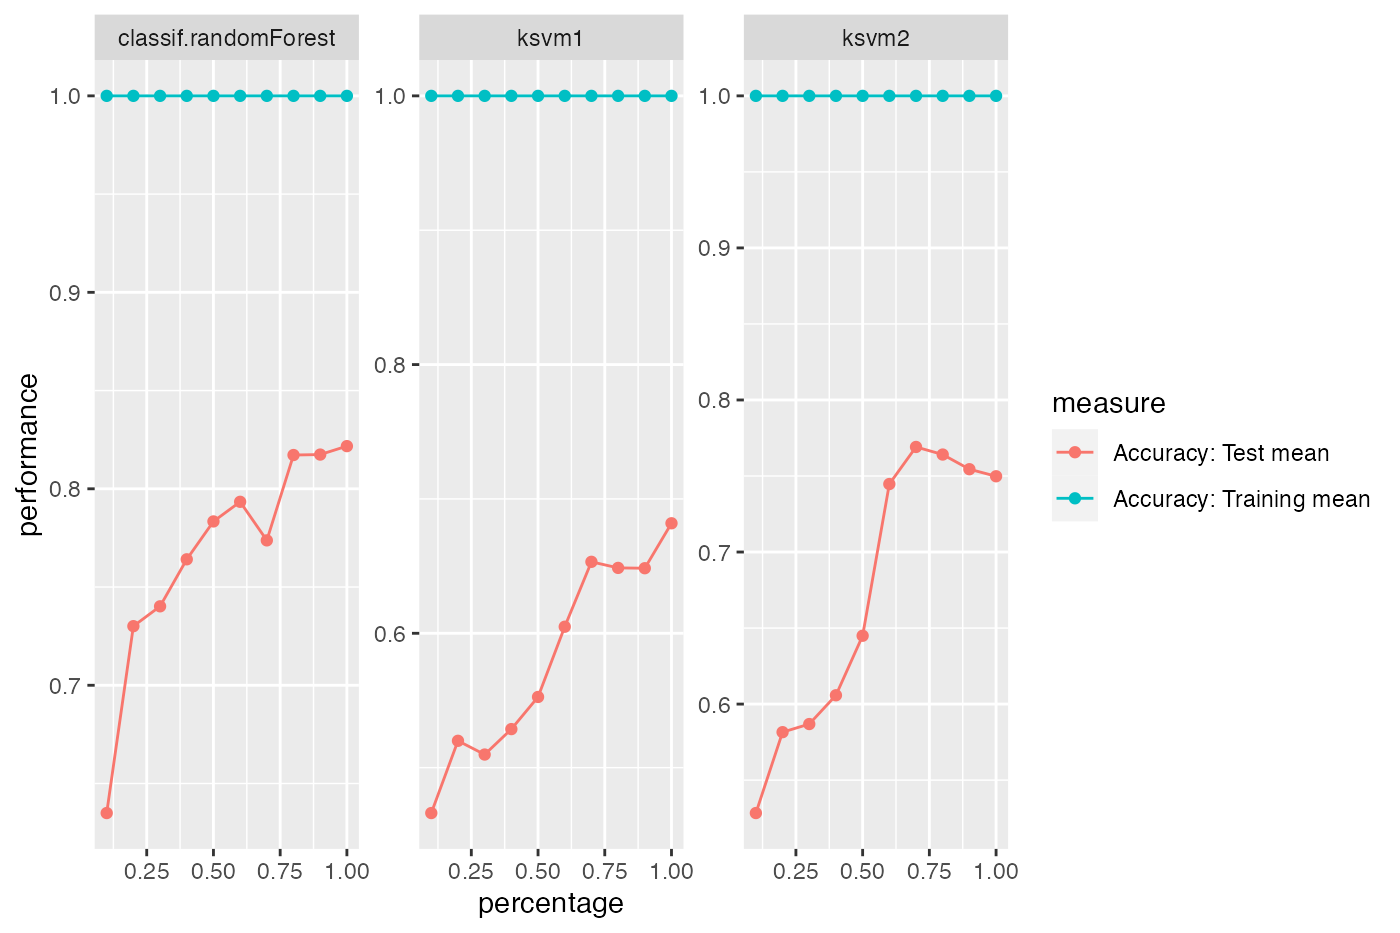 classif.randomForest
ksvm1
ksvm2
performance
1.0
0.9
0.8
0.7
1.0
0.8
0.6
1.0
0.9
0.8
0.7
0.6
0.25 0.50 0.75 1.00
0.25 0.50 0.75 1.00
0.25 0.50 0.75 1.00
percentage
measure
Accuracy: Test mean
Accuracy: Training mean